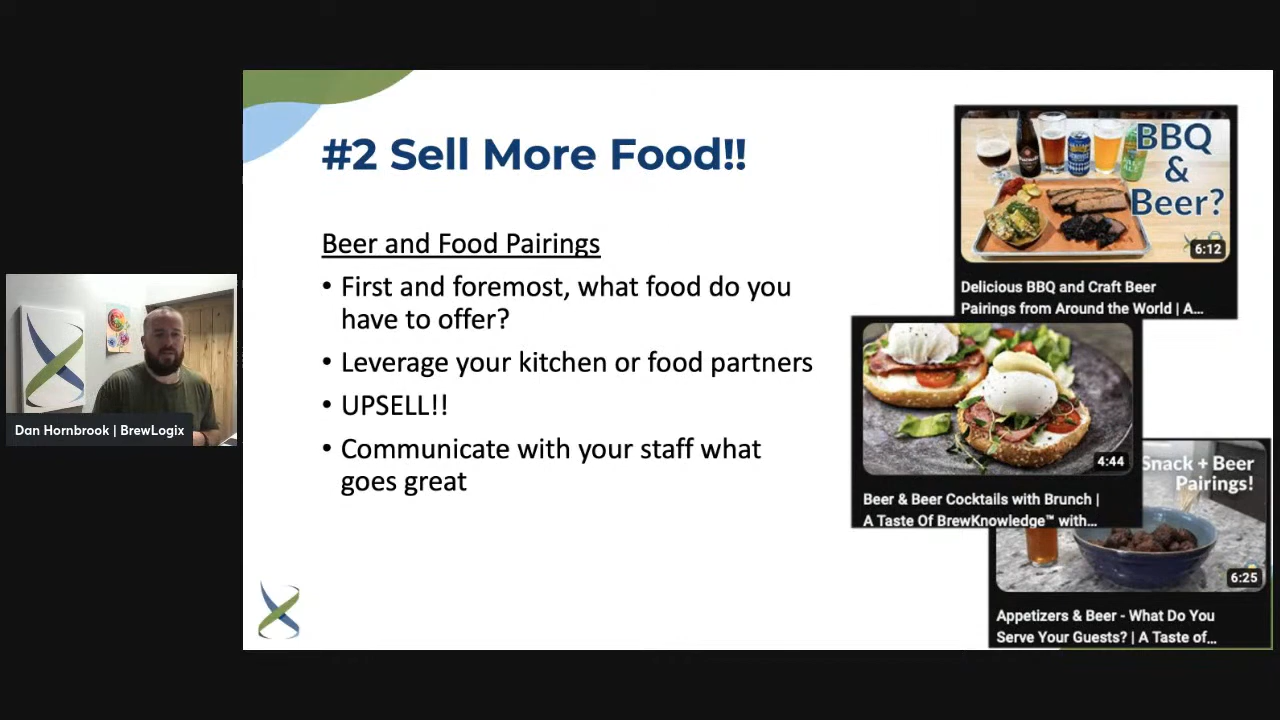 #2 Sell More Food!!
Beer and Food Pairings
• First and foremost, what food do you
have to offer?
• Leverage your kitchen or food partners
• UPSELL!!
• Communicate with your staff what
goes great
Dan Hornbrook | BrewLogix
BBQ
&
Beer?
6:12
Delicious BBQ and Craft Beer
Pairings from Around the World | A...
4:44
Beer & Beer Cocktails with Brunch |
A Taste Of BrewKnowledge™ with...
Snack + Beer
Pairings!
6:25
Appetizers & Beer - What Do You
Serve Your Guests? | A Taste of...